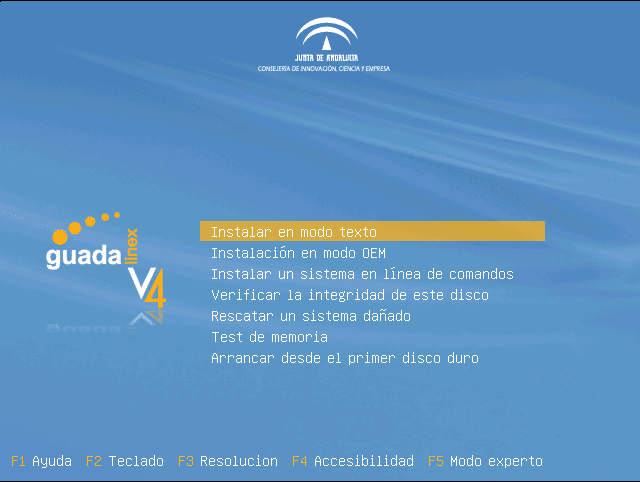 JUNTA DE ANDALUCIA
CONSEJERÍA DE INNOVACIÓN, CIENCIA Y EMPRESA
guadalinex
V4
Instalar en modo texto
Instalación en modo OEM
Instalar un sistema en línea de comandos
Verificar la integridad de este disco
Rescatar un sistema dañado
Test de memoria
Arrancar desde el primer disco duro
F1 Ayuda F2 Teclado F3 Resolucion F4 Accesibilidad F5 Modo experto